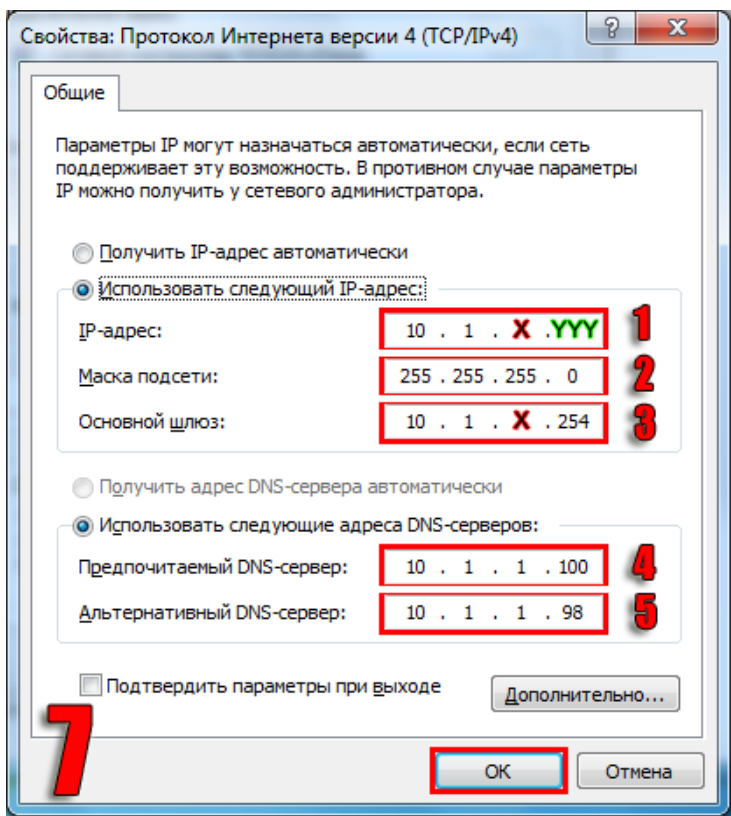 Свойства: Протокол Интернета версии 4 (TCP/IPv4)
? X
Общие
Параметры IP могут назначаться автоматически, если сеть
поддерживает эту возможность. В противном случае параметры
IP можно получить у сетевого администратора.
Получить IP-адрес автоматически
Использовать следующий IP-адрес:
IP-адрес: 10 . 1 . X . YYY 1
Маска подсети: 255 . 255 . 255 . 0 2
Основной шлюз: 10 . 1 . X . 254 3
Получить адрес DNS-сервера автоматически
Использовать следующие адреса DNS-серверов:
Предпочитаемый DNS-сервер: 10 . 1 . 1 . 100 4
Альтернативный DNS-сервер: 10 . 1 . 1 . 98 5
Подтвердить параметры при выходе
Дополнительно...
7
ОК Отмена